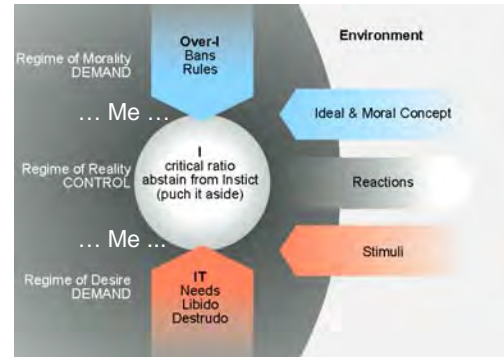 Over-I
Bans
Rules
Environment
Regime of Morality
DEMAND
… Me …
Ideal & Moral Concept
Regime of Reality
CONTROL
I
critical ratio
abstain from Instict
(puch it aside)
Reactions
… Me ...
Stimuli
Regime of Desire
DEMAND
IT
Needs
Libido
Destrudo